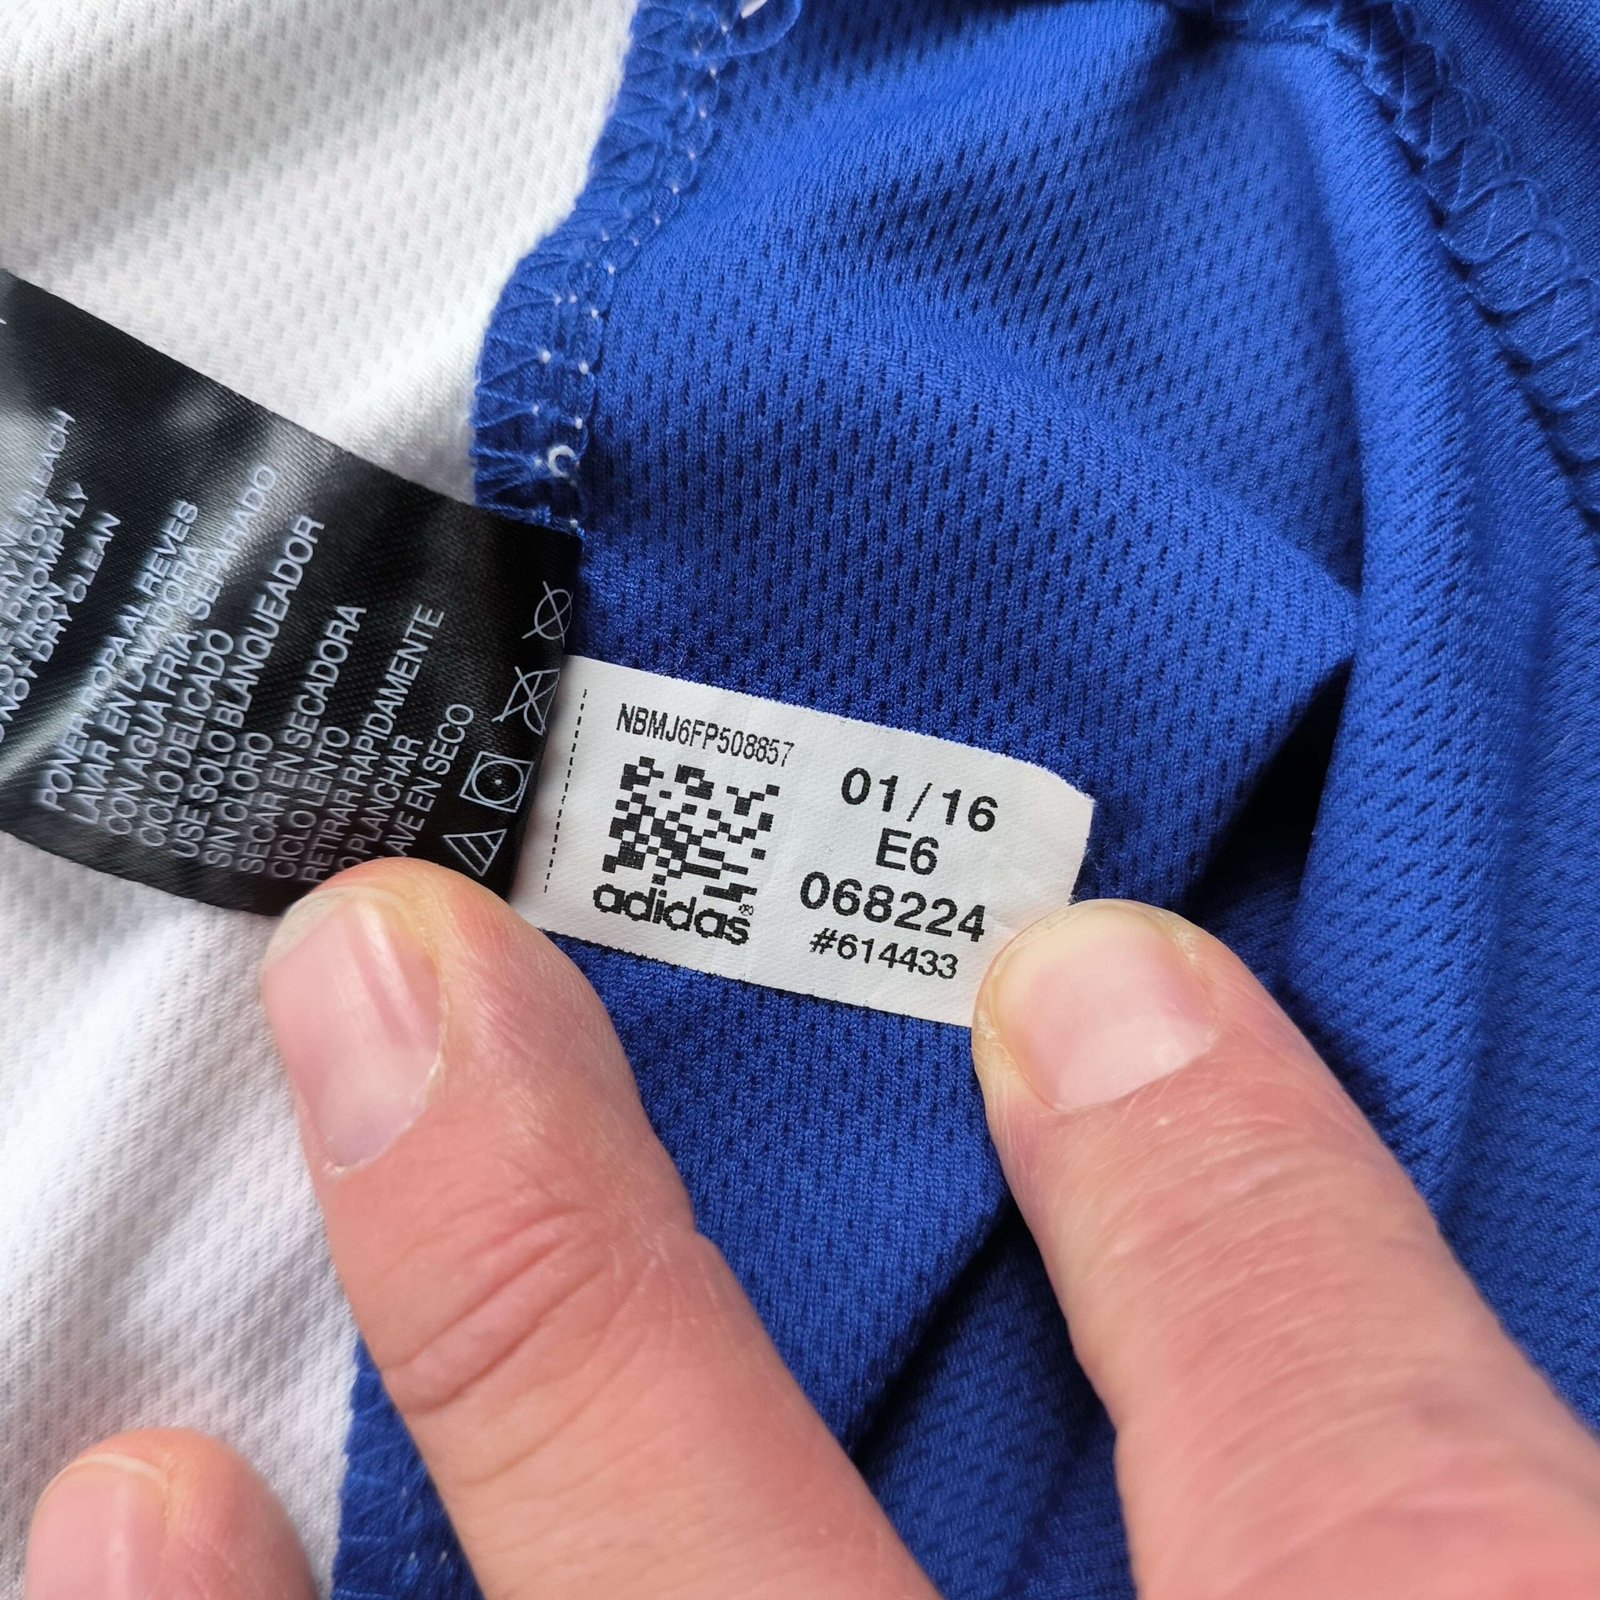 DRY CLEAN
PONER ROPA AL REVES
LAVAR EN LAVADORA
CON AGUA FRIA SEPARADO
CICLO DELICADO
USE SOLO BLANQUEADOR
SIN CLORO
SECAR EN SECADORA
CICLO LENTO
RETIRAR RAPIDAMENTE
NO PLANCHAR
LAVE EN SECO
NBMJ6FP508857
adidas®
01/16
E6
068224
#614433